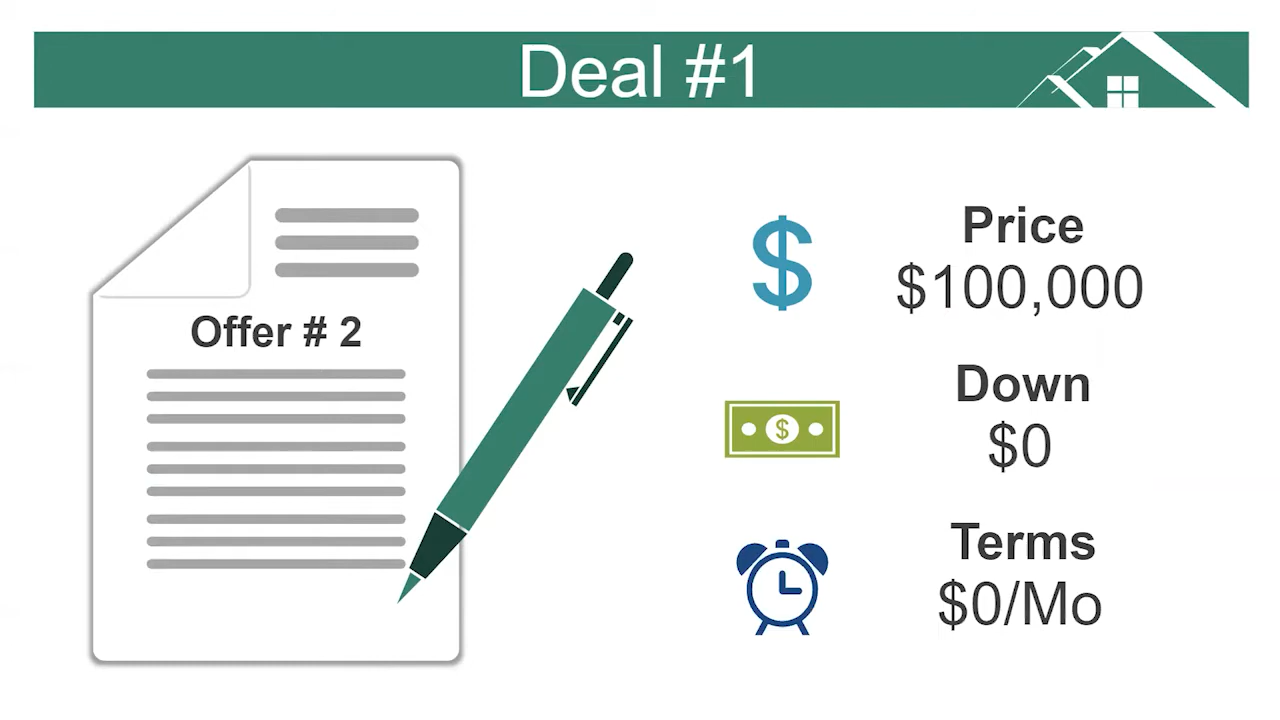 Deal #1
Offer # 2
$
Price
$100,000
$
Down
$0
Terms
$0/Mo